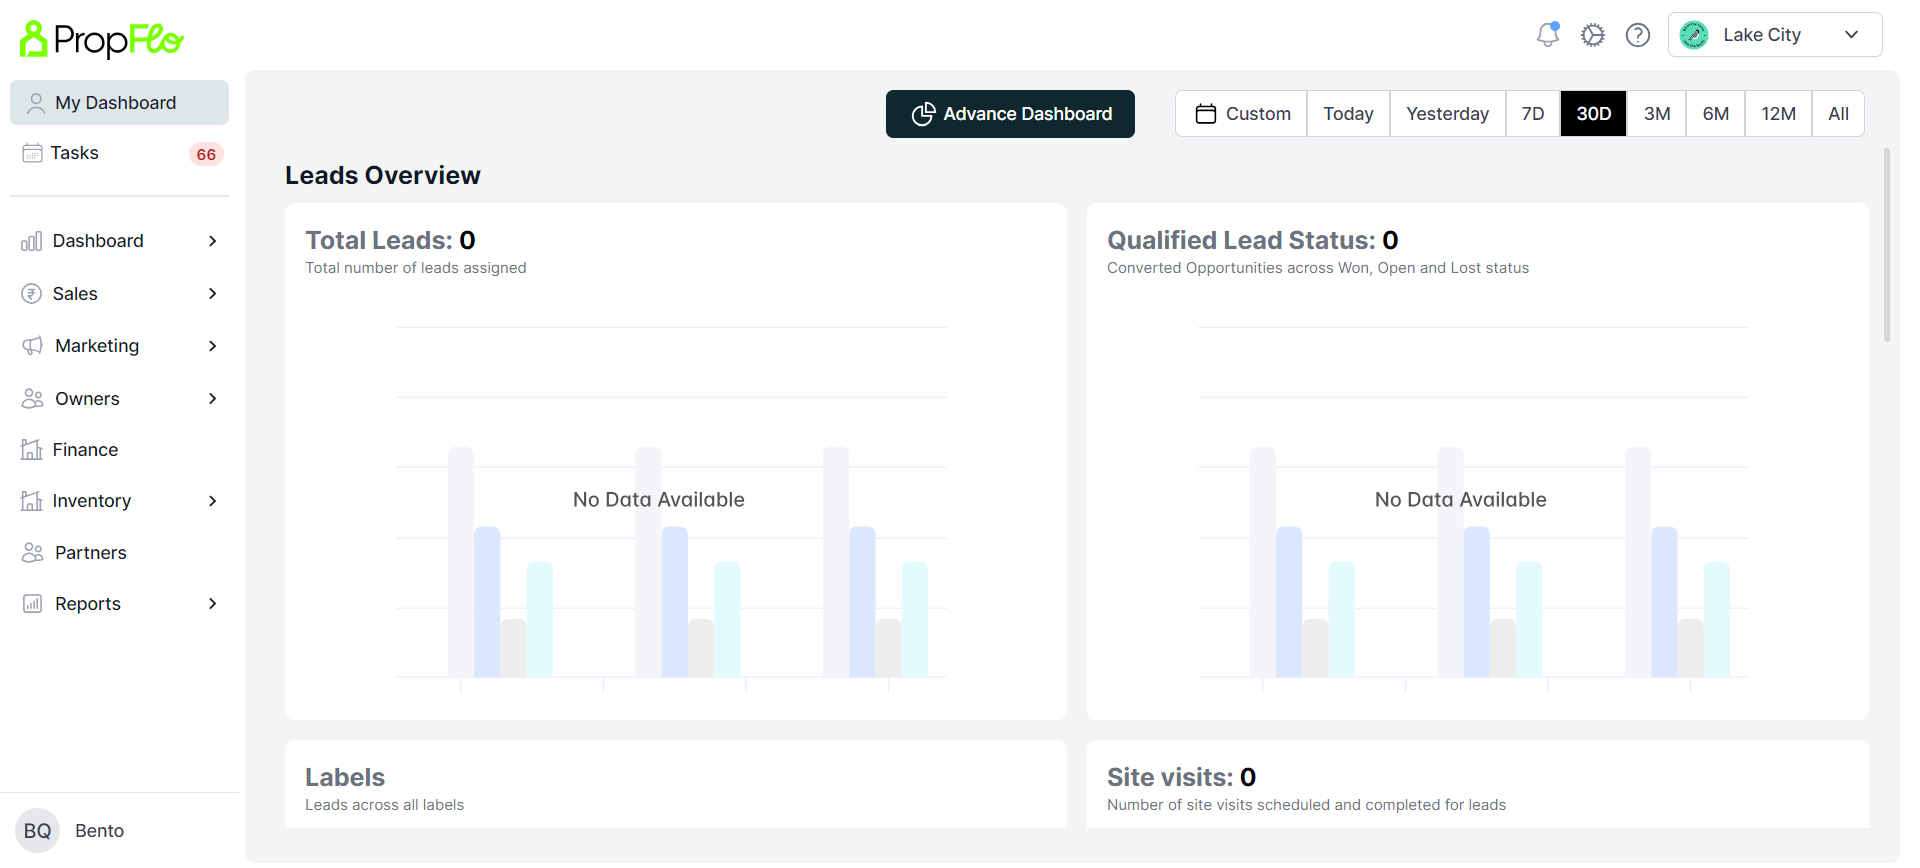 PropFlo
Lake City
My Dashboard
Tasks
66
Dashboard
Sales
Marketing
Owners
Finance
Inventory
Partners
Reports
BQ
Bento
Advance Dashboard
Custom
Today
Yesterday
7D
30D
3M
6M
12M
All
Leads Overview
Total Leads: 0
Total number of leads assigned
No Data Available
Qualified Lead Status: 0
Converted Opportunities across Won, Open and Lost status
No Data Available
Labels
Leads across all labels
Site visits: 0
Number of site visits scheduled and completed for leads